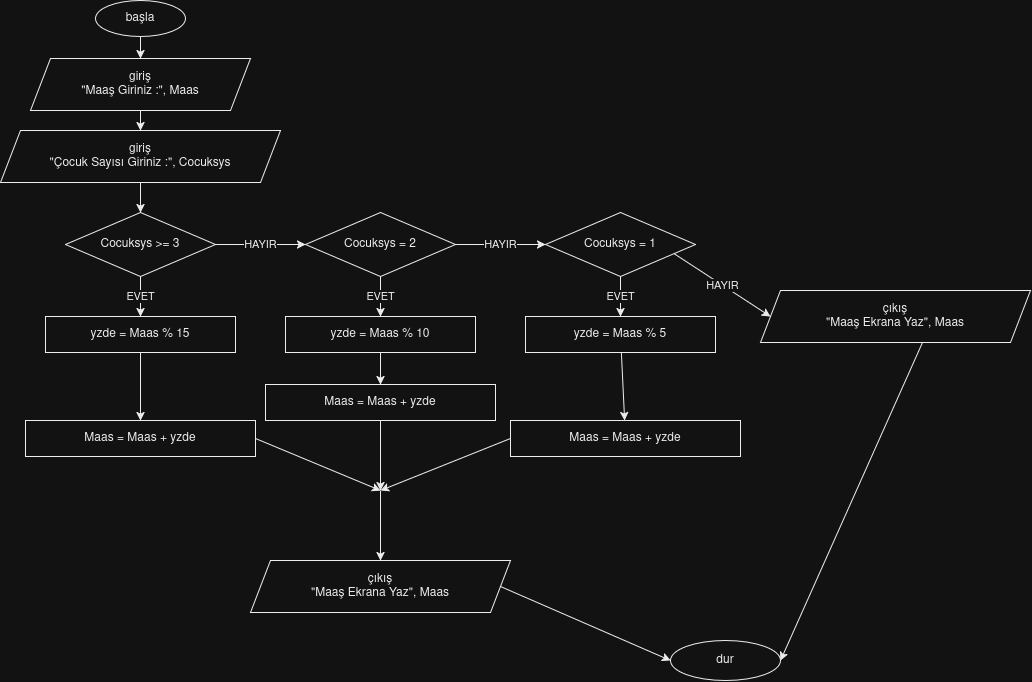 başla
giriş
"Maaş Giriniz :", Maas
giriş
"Çocuk Sayısı Giriniz :", Cocuksys
Cocuksys >= 3
HAYIR
Cocuksys = 2
HAYIR
Cocuksys = 1
HAYIR
EVET
EVET
EVET
çıkış
"Maaş Ekrana Yaz", Maas
yzde = Maas % 15
yzde = Maas % 10
yzde = Maas % 5
Maas = Maas + yzde
Maas = Maas + yzde
Maas = Maas + yzde
çıkış
"Maaş Ekrana Yaz", Maas
dur